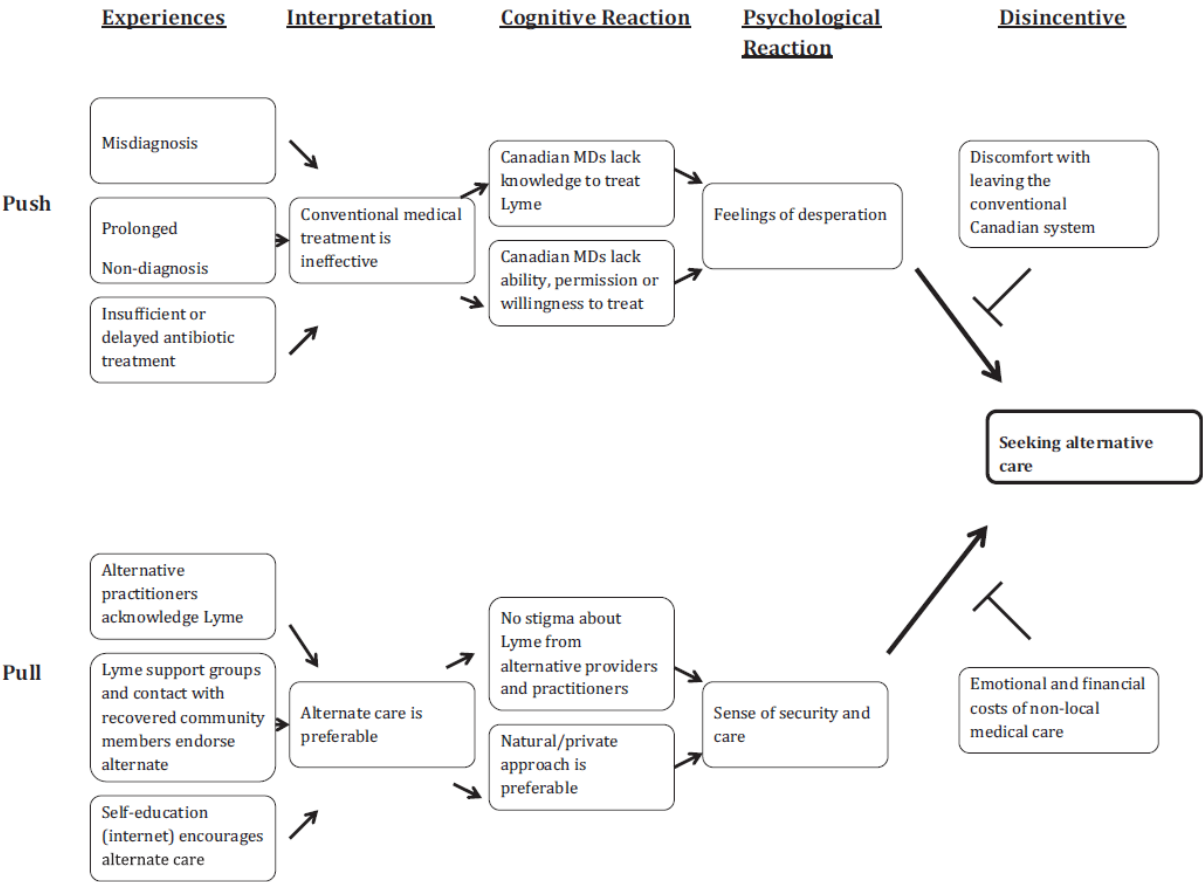 Experiences
Interpretation
Cognitive Reaction
Psychological
Reaction
Disincentive
Push
Misdiagnosis
Prolonged
Non-diagnosis
Insufficient or
delayed antibiotic
treatment
Conventional medical
treatment is
ineffective
Canadian MDs lack
knowledge to treat
Lyme
Canadian MDs lack
ability, permission or
willingness to treat
Feelings of desperation
Discomfort with
leaving the
conventional
Canadian system
Seeking alternative
care
Pull
Alternative
practitioners
acknowledge Lyme
Lyme support groups
and contact with
recovered community
members endorse
alternate
Self-education
(internet) encourages
alternate care
Alternate care is
preferable
No stigma about
Lyme from
alternative providers
and practitioners
Natural/private
approach is
preferable
Sense of security and
care
Emotional and financial
costs of non-local
medical care